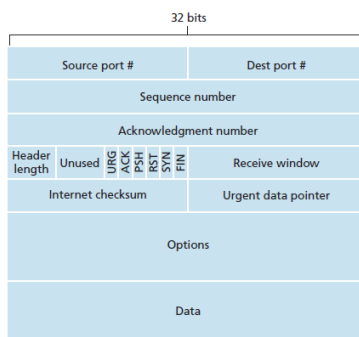 32 bits
Source port # Dest port #
Sequence number
Acknowledgment number
Header length Unused URG ACK PSH RST SYN FIN Receive window
Internet checksum Urgent data pointer
Options
Data